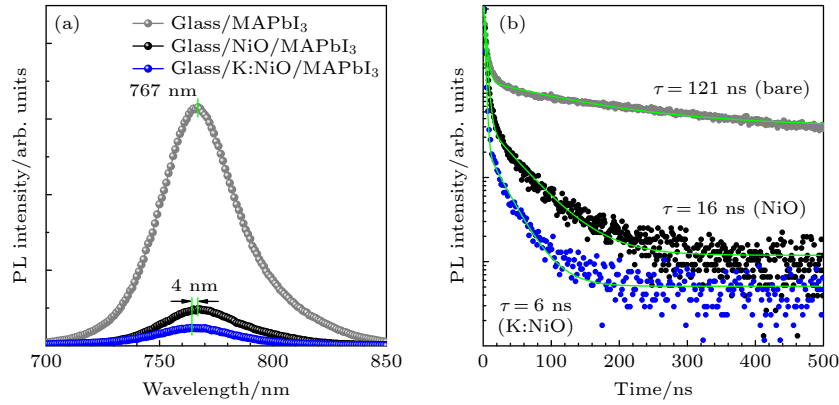 (a)
Glass/MAPbI₃
Glass/NiO/MAPbI₃
Glass/K:NiO/MAPbI₃
767 nm
4 nm
PL intensity/arb. units
700
750
800
850
Wavelength/nm
(b)
τ = 121 ns (bare)
τ = 16 ns (NiO)
τ = 6 ns
(K:NiO)
PL intensity/arb. units
0
100
200
300
400
500
Time/ns